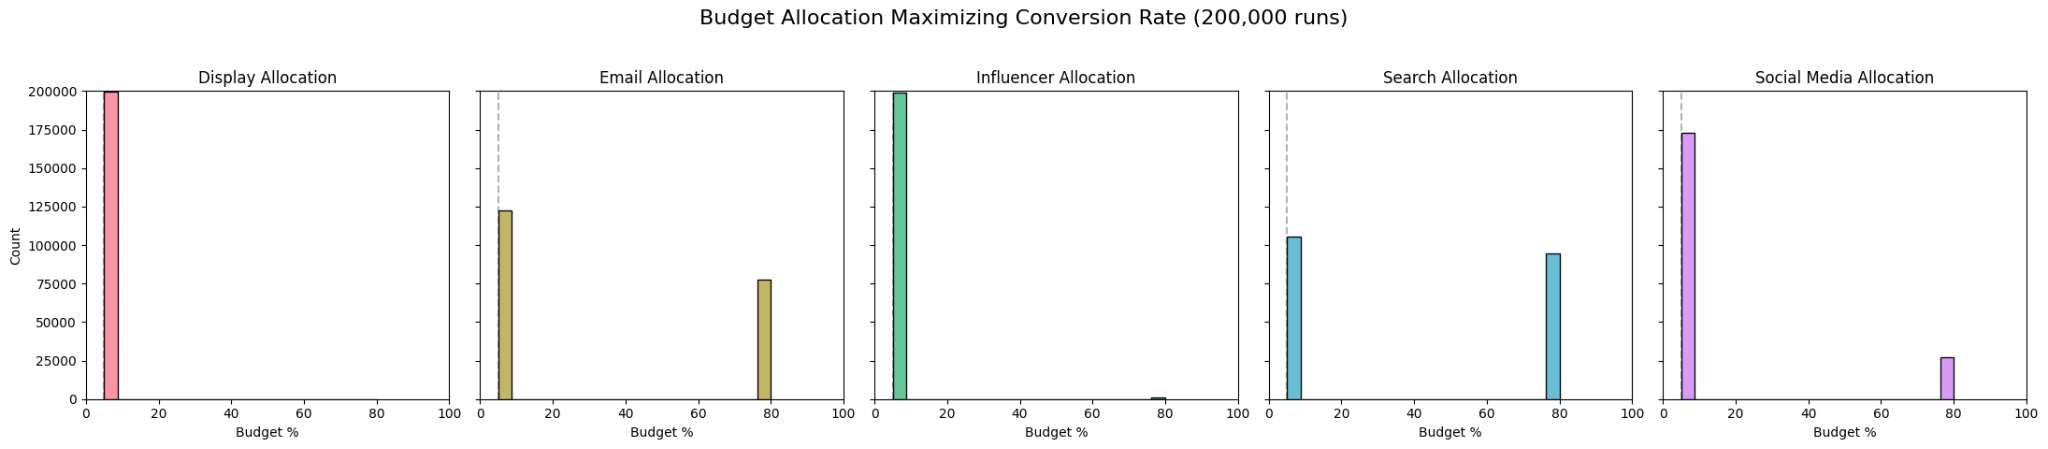 Budget Allocation Maximizing Conversion Rate (200,000 runs)
Display Allocation
Email Allocation
Influencer Allocation
Search Allocation
Social Media Allocation
Count
200000
175000
150000
125000
100000
75000
50000
25000
0
0 20 40 60 80 100
0 20 40 60 80 100
0 20 40 60 80 100
0 20 40 60 80 100
0 20 40 60 80 100
Budget %
Budget %
Budget %
Budget %
Budget %